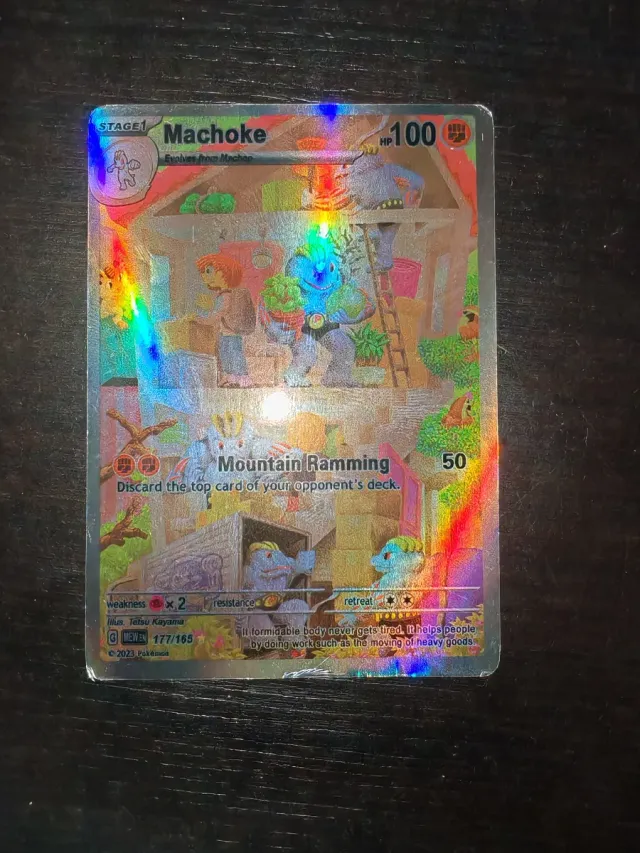 STAGE1
Machoke
HP100
Evolves from Machop
Mountain Ramming 50
Discard the top card of your opponent's deck.
weakness ×2 resistance retreat
Illus. Tetsu Kayama
G MEW EN 177/165
It formidable body never gets tired. It helps people
by doing work such as the moving of heavy goods.
© 2023 Pokémon